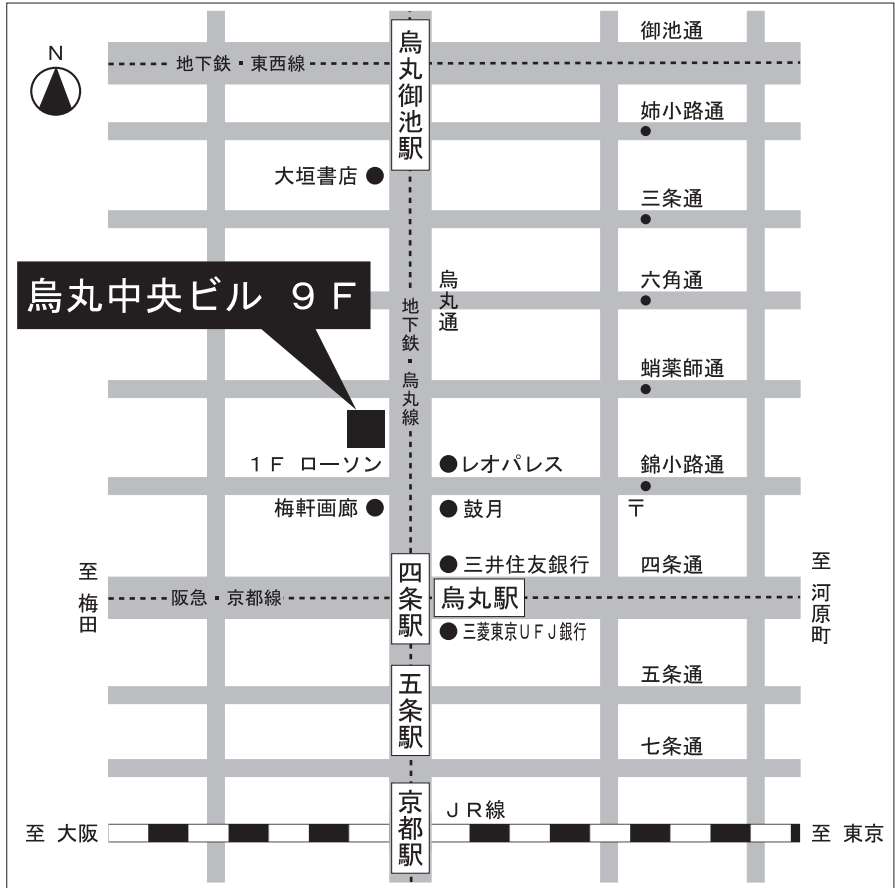 御池通
N
地下鉄・東西線
烏丸御池駅
姉小路通
大垣書店
三条通
烏丸中央ビル ９Ｆ
烏丸通
六角通
地下鉄・烏丸線
蛸薬師通
１Ｆ ローソン
レオパレス
錦小路通
梅軒画廊
鼓月
〒
三井住友銀行
四条通
至 梅田
至 河原町
阪急・京都線
四条駅
烏丸駅
三菱東京ＵＦＪ銀行
五条通
五条駅
七条通
京都駅
ＪＲ線
至 大阪
至 東京